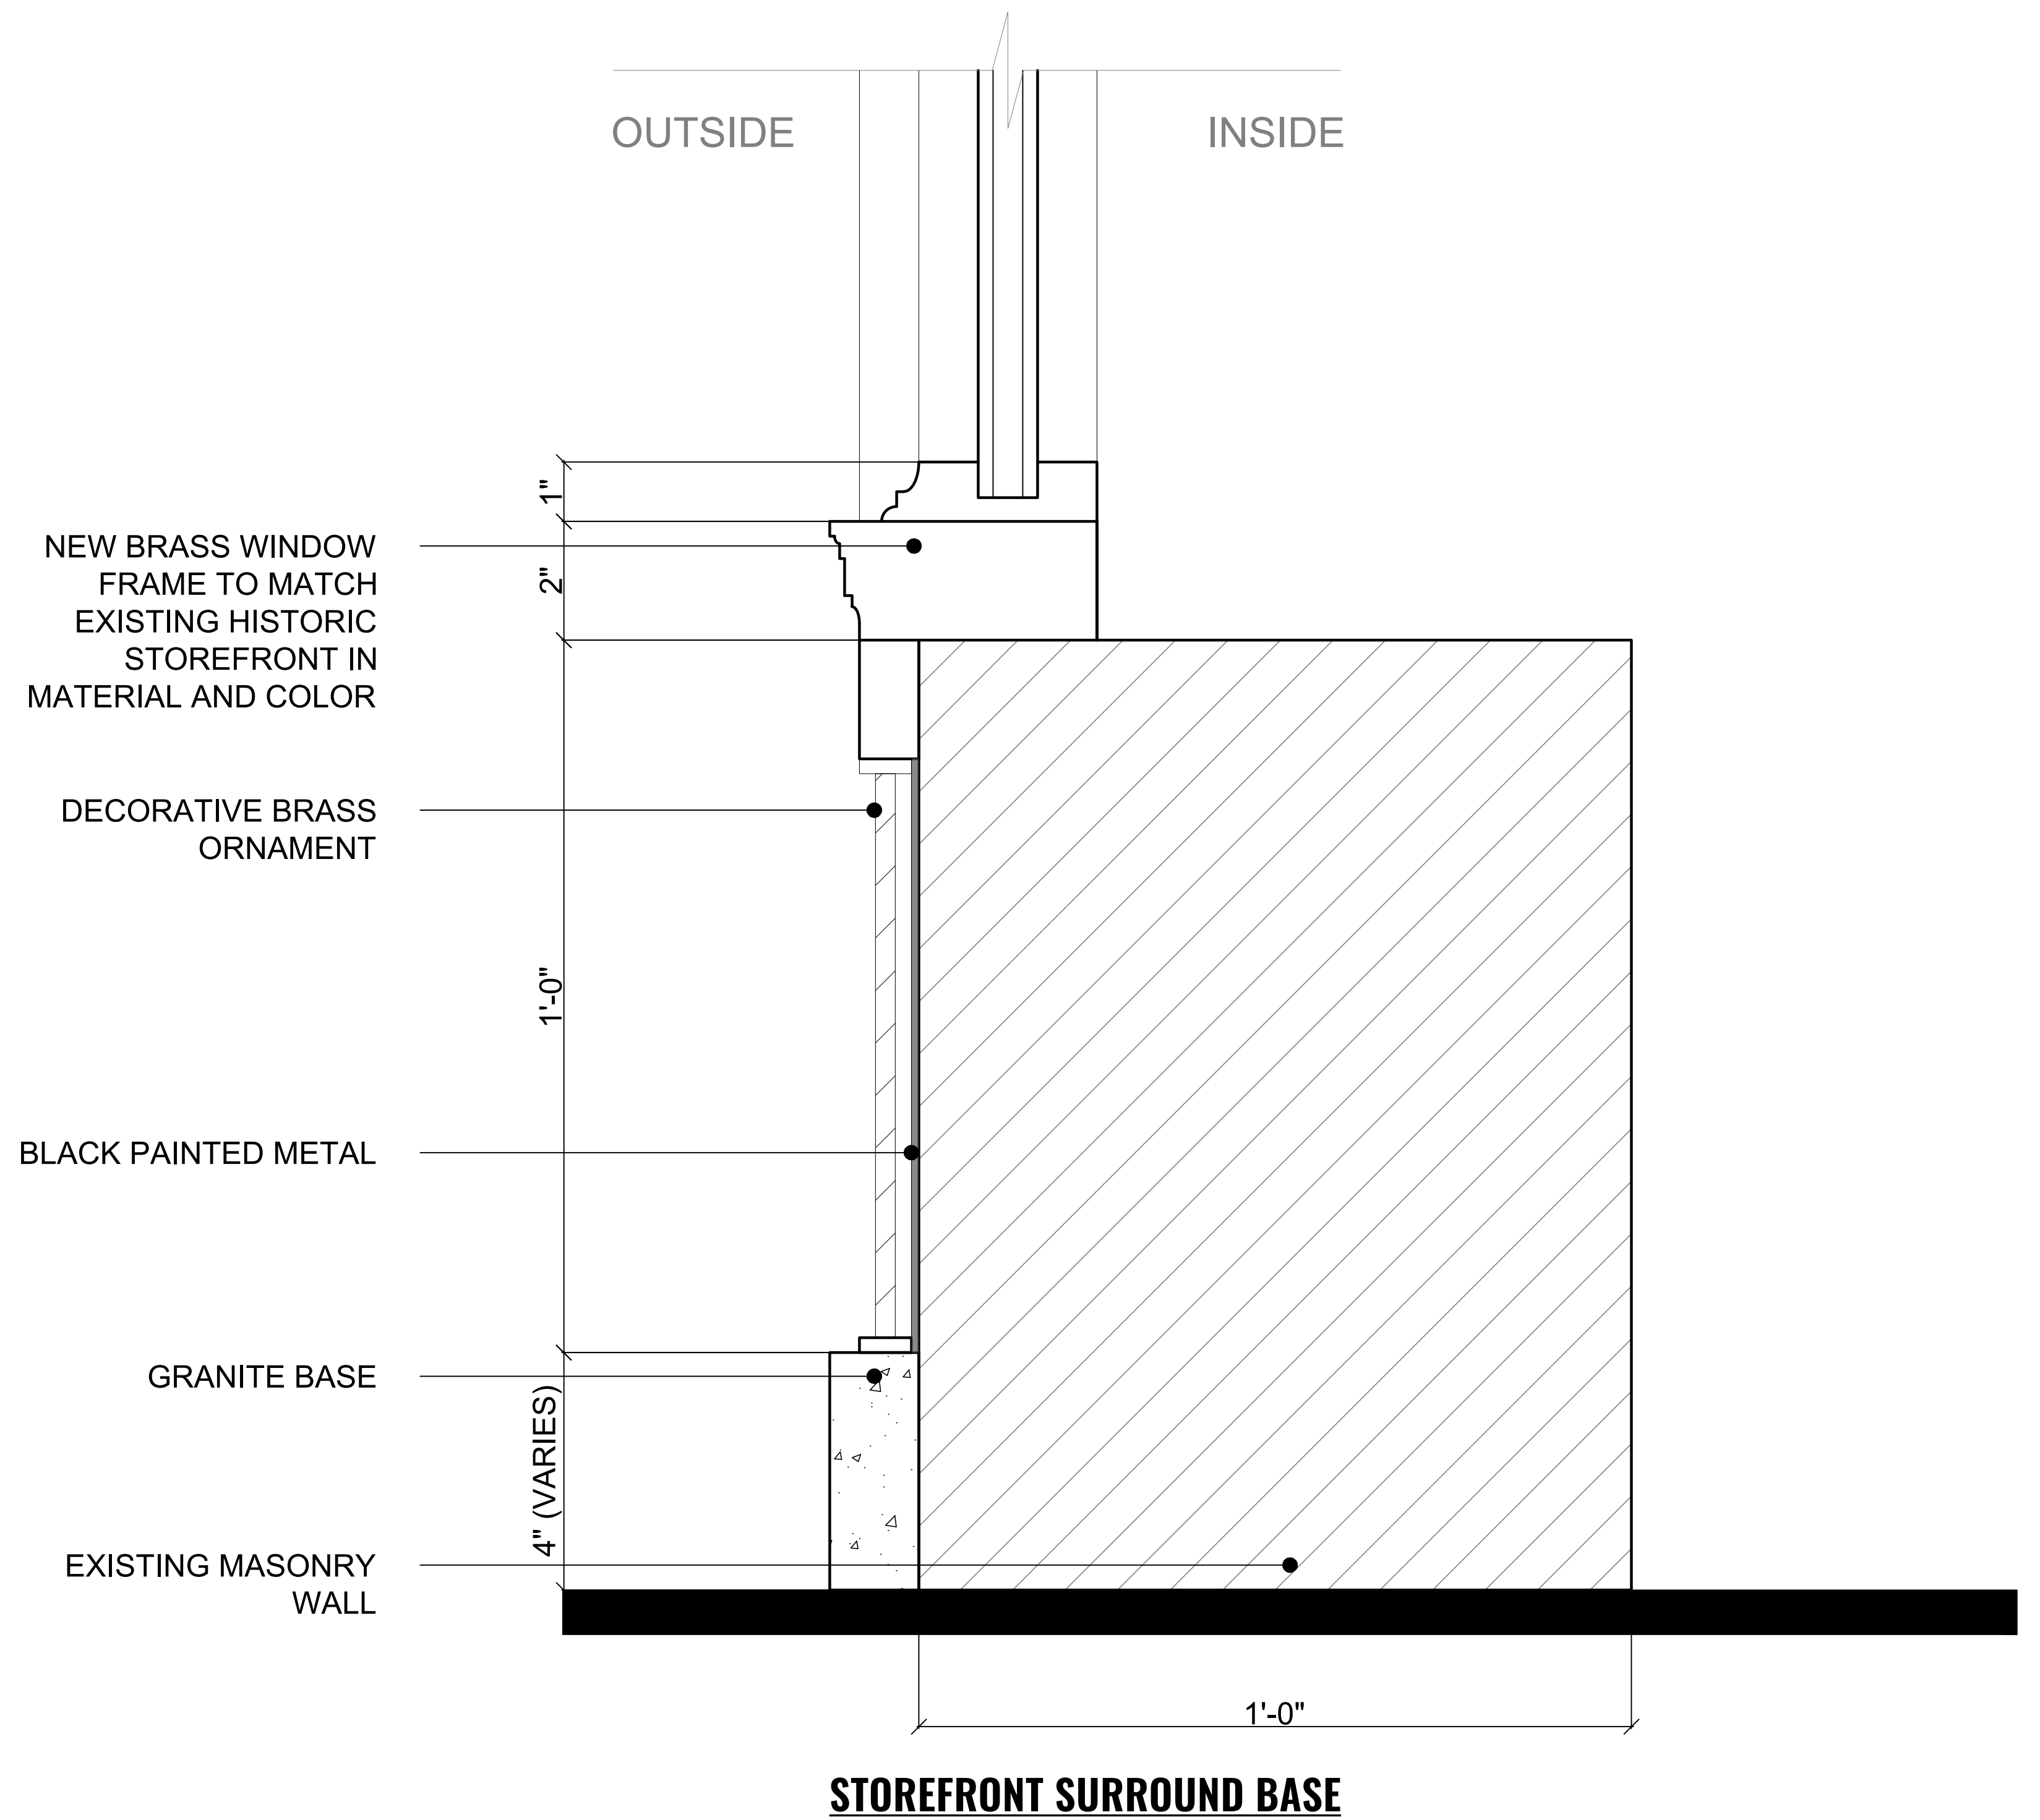 OUTSIDE
INSIDE
1"
2"
NEW BRASS WINDOW
FRAME TO MATCH
EXISTING HISTORIC
STOREFRONT IN
MATERIAL AND COLOR
DECORATIVE BRASS
ORNAMENT
1'-0"
BLACK PAINTED METAL
GRANITE BASE
4" (VARIES)
EXISTING MASONRY
WALL
1'-0"
STOREFRONT SURROUND BASE